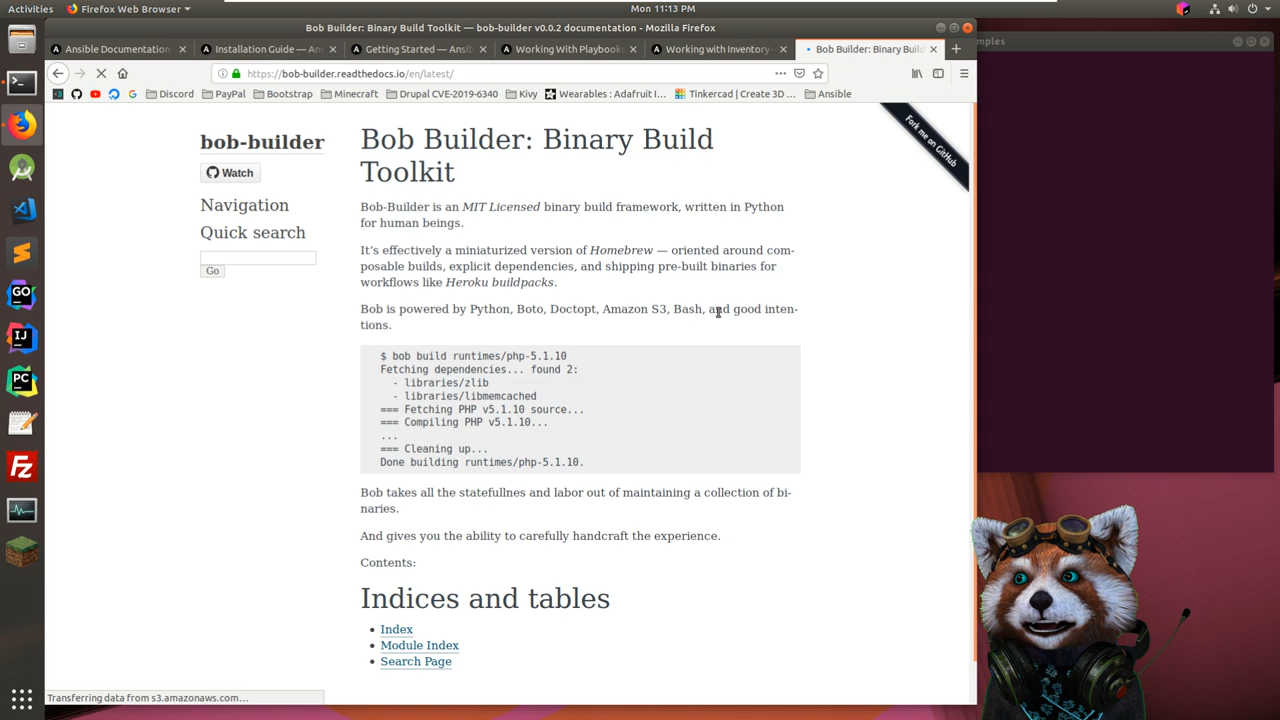 Activities
Firefox Web Browser
Mon 11:13 PM
Bob Builder: Binary Build Toolkit — bob-builder v0.0.2 documentation - Mozilla Firefox
mples
Ansible Documentation
Installation Guide — An
Getting Started — Ansib
Working With Playbook
Working with Inventory
Bob Builder: Binary Buil
https://bob-builder.readthedocs.io/en/latest/
Discord
PayPal
Bootstrap
Minecraft
Drupal CVE-2019-6340
Kivy
Wearables : Adafruit I...
Tinkercad | Create 3D ...
Ansible
Fork me on GitHub
bob-builder
Watch
Navigation
Quick search
Go
Bob Builder: Binary Build
Toolkit
Bob-Builder is an MIT Licensed binary build framework, written in Python
for human beings.
It's effectively a miniaturized version of Homebrew — oriented around com-
posable builds, explicit dependencies, and shipping pre-built binaries for
workflows like Heroku buildpacks.
Bob is powered by Python, Boto, Doctopt, Amazon S3, Bash, and good inten-
tions.
$ bob build runtimes/php-5.1.10
Fetching dependencies... found 2:
- libraries/zlib
- libraries/libmemcached
=== Fetching PHP v5.1.10 source...
=== Compiling PHP v5.1.10...
...
=== Cleaning up...
Done building runtimes/php-5.1.10.
Bob takes all the statefullnes and labor out of maintaining a collection of bi-
naries.
And gives you the ability to carefully handcraft the experience.
Contents:
Indices and tables
Index
Module Index
Search Page
Transferring data from s3.amazonaws.com...